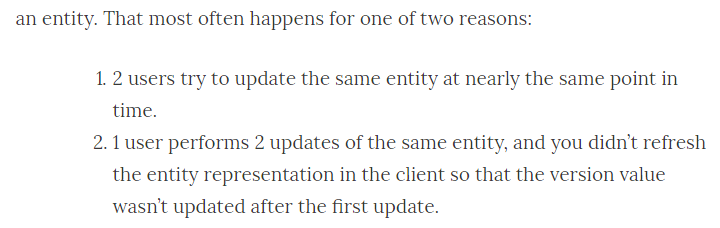 an entity. That most often happens for one of two reasons:
1. 2 users try to update the same entity at nearly the same point in
time.
2. 1 user performs 2 updates of the same entity, and you didn’t refresh
the entity representation in the client so that the version value
wasn’t updated after the first update.